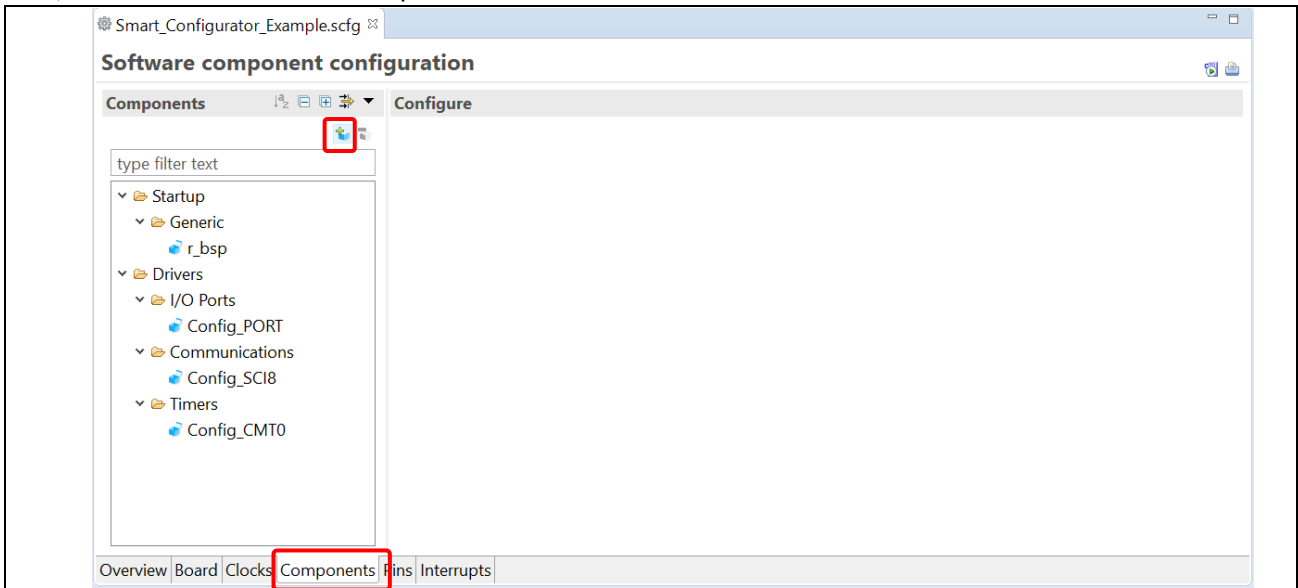 Smart_Configurator_Example.scfg
Software component configuration
Components
Configure
type filter text
Startup
Generic
r_bsp
Drivers
I/O Ports
Config_PORT
Communications
Config_SCI8
Timers
Config_CMT0
Overview Board Clocks Components Pins Interrupts